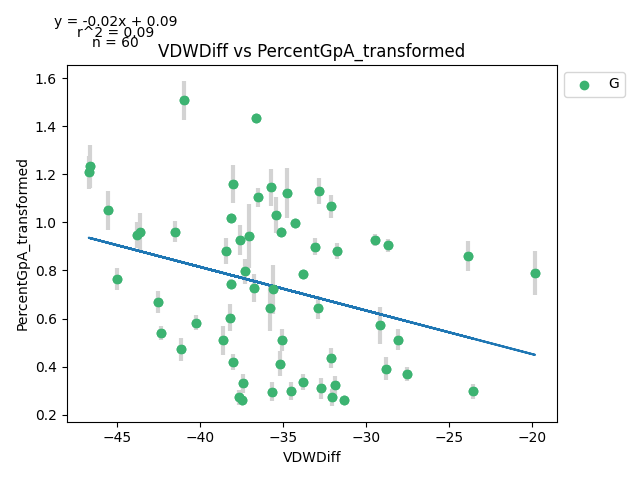 y = -0.02x + 0.09
r^2 = 0.09
n = 60
VDWDiff vs PercentGpA_transformed
G
1.6
1.4
1.2
1.0
0.8
0.6
0.4
0.2
PercentGpA_transformed
−45
−40
−35
−30
−25
−20
VDWDiff